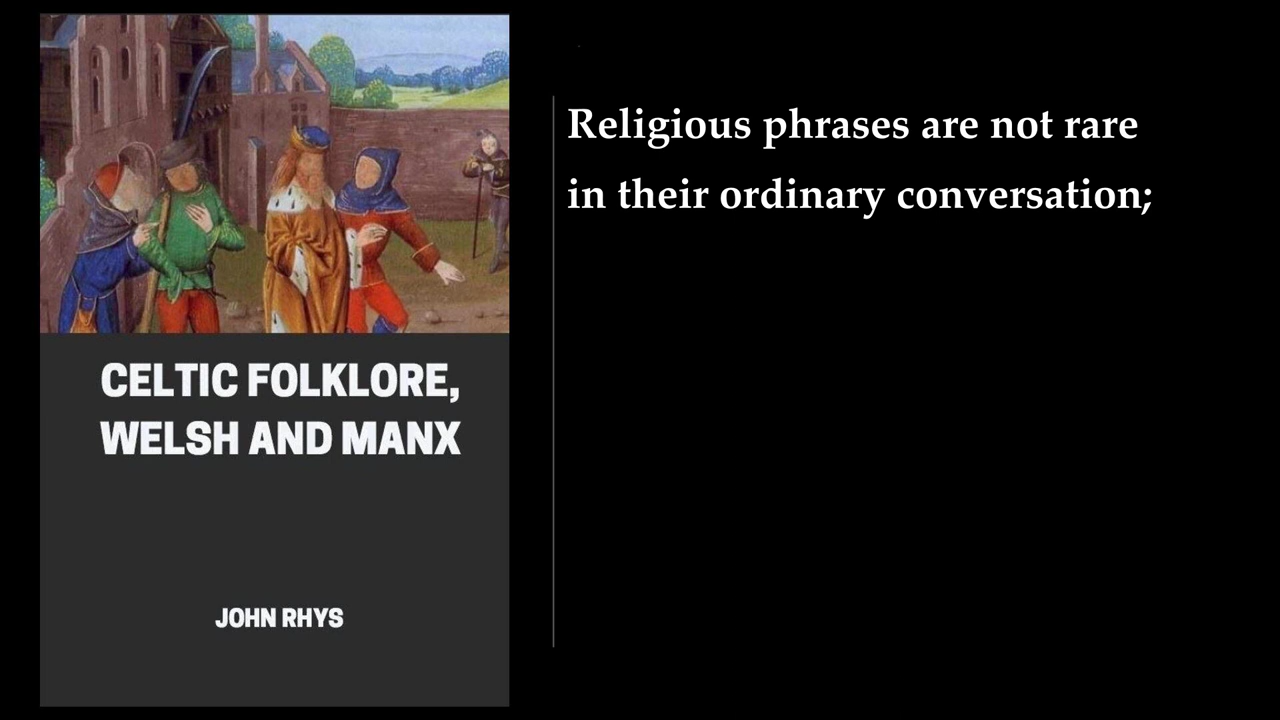 CELTIC FOLKLORE,
WELSH AND MANX
JOHN RHYS
Religious phrases are not rare
in their ordinary conversation;